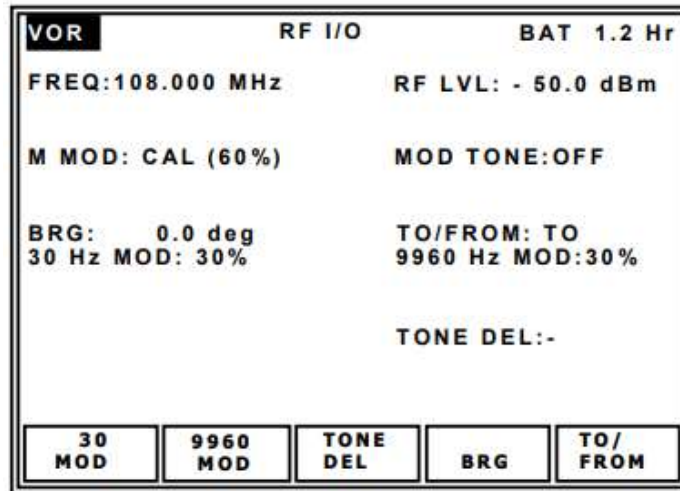 VOR RF I/O BAT 1.2 Hr
FREQ:108.000 MHz RF LVL: - 50.0 dBm
M MOD: CAL (60%) MOD TONE:OFF
BRG: 0.0 deg TO/FROM: TO
30 Hz MOD: 30% 9960 Hz MOD:30%
TONE DEL:-
30 9960 TONE TO/
MOD MOD DEL BRG FROM